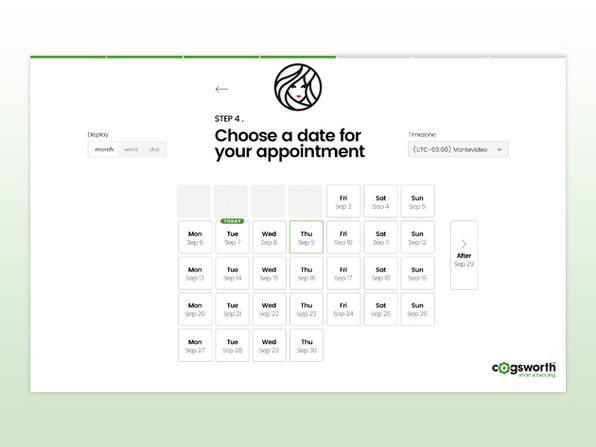 STEP 4 .
Choose a date for
your appointment
Display:
month week day
Timezone:
(UTC-03:00) Montevideo
Fri Sat Sun
Sep 3 Sep 4 Sep 5
TODAY
Mon Tue Wed Thu Fri Sat Sun
Sep 6 Sep 7 Sep 8 Sep 9 Sep 10 Sep 11 Sep 12
Mon Tue Wed Thu Fri Sat Sun
Sep 13 Sep 14 Sep 15 Sep 16 Sep 17 Sep 18 Sep 19
Mon Tue Wed Thu Fri Sat Sun
Sep 20 Sep 21 Sep 22 Sep 23 Sep 24 Sep 25 Sep 26
Mon Tue Wed Thu
Sep 27 Sep 28 Sep 29 Sep 30
After
Sep 29
cogsworth
smart scheduling